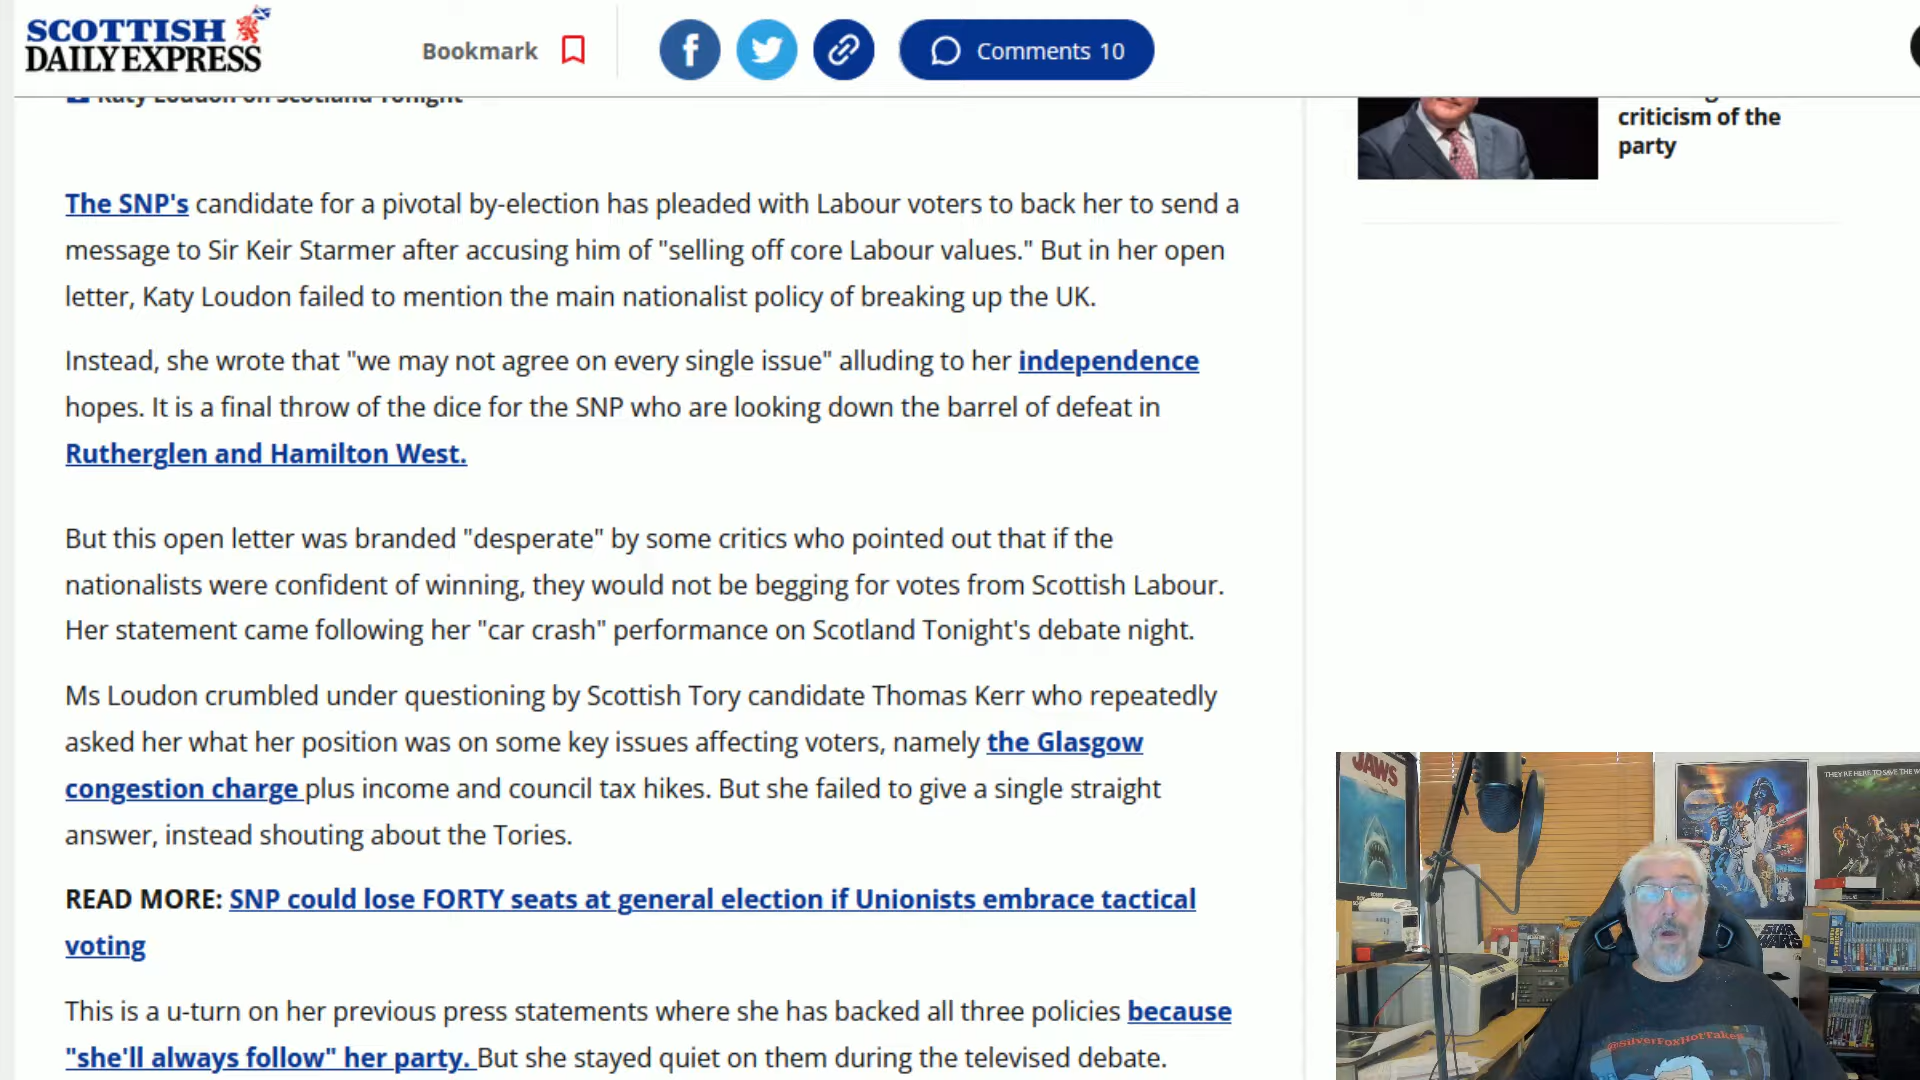 SCOTTISH
DAILY EXPRESS
Bookmark
Comments 10
Katy Loudon on Scotland Tonight
The SNP's candidate for a pivotal by-election has pleaded with Labour voters to back her to send a
message to Sir Keir Starmer after accusing him of "selling off core Labour values." But in her open
letter, Katy Loudon failed to mention the main nationalist policy of breaking up the UK.
Instead, she wrote that "we may not agree on every single issue" alluding to her independence
hopes. It is a final throw of the dice for the SNP who are looking down the barrel of defeat in
Rutherglen and Hamilton West.
But this open letter was branded "desperate" by some critics who pointed out that if the
nationalists were confident of winning, they would not be begging for votes from Scottish Labour.
Her statement came following her "car crash" performance on Scotland Tonight's debate night.
Ms Loudon crumbled under questioning by Scottish Tory candidate Thomas Kerr who repeatedly
asked her what her position was on some key issues affecting voters, namely the Glasgow
congestion charge plus income and council tax hikes. But she failed to give a single straight
answer, instead shouting about the Tories.
READ MORE: SNP could lose FORTY seats at general election if Unionists embrace tactical
voting
This is a u-turn on her previous press statements where she has backed all three policies because
"she'll always follow" her party. But she stayed quiet on them during the televised debate.
criticism of the
party
JAWS
THEY'RE HERE TO SAVE THE W
STAR
WARS
@SilverFoxHotTakes